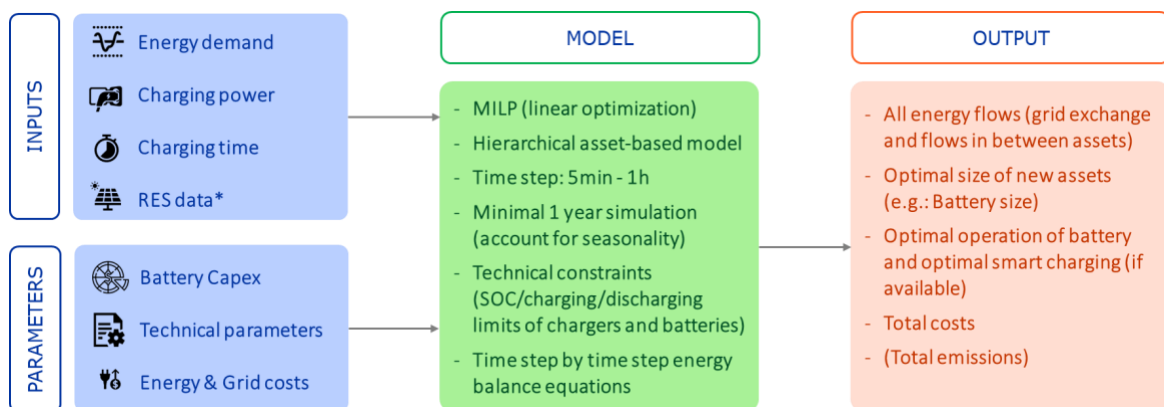 INPUTS
Energy demand
Charging power
Charging time
RES data*
PARAMETERS
Battery Capex
Technical parameters
Energy & Grid costs
MODEL
- MILP (linear optimization)
- Hierarchical asset-based model
- Time step: 5min - 1h
- Minimal 1 year simulation
(account for seasonality)
- Technical constraints
(SOC/charging/discharging
limits of chargers and batteries)
- Time step by time step energy
balance equations
OUTPUT
- All energy flows (grid exchange
and flows in between assets)
- Optimal size of new assets
(e.g.: Battery size)
- Optimal operation of battery
and optimal smart charging (if
available)
- Total costs
- (Total emissions)